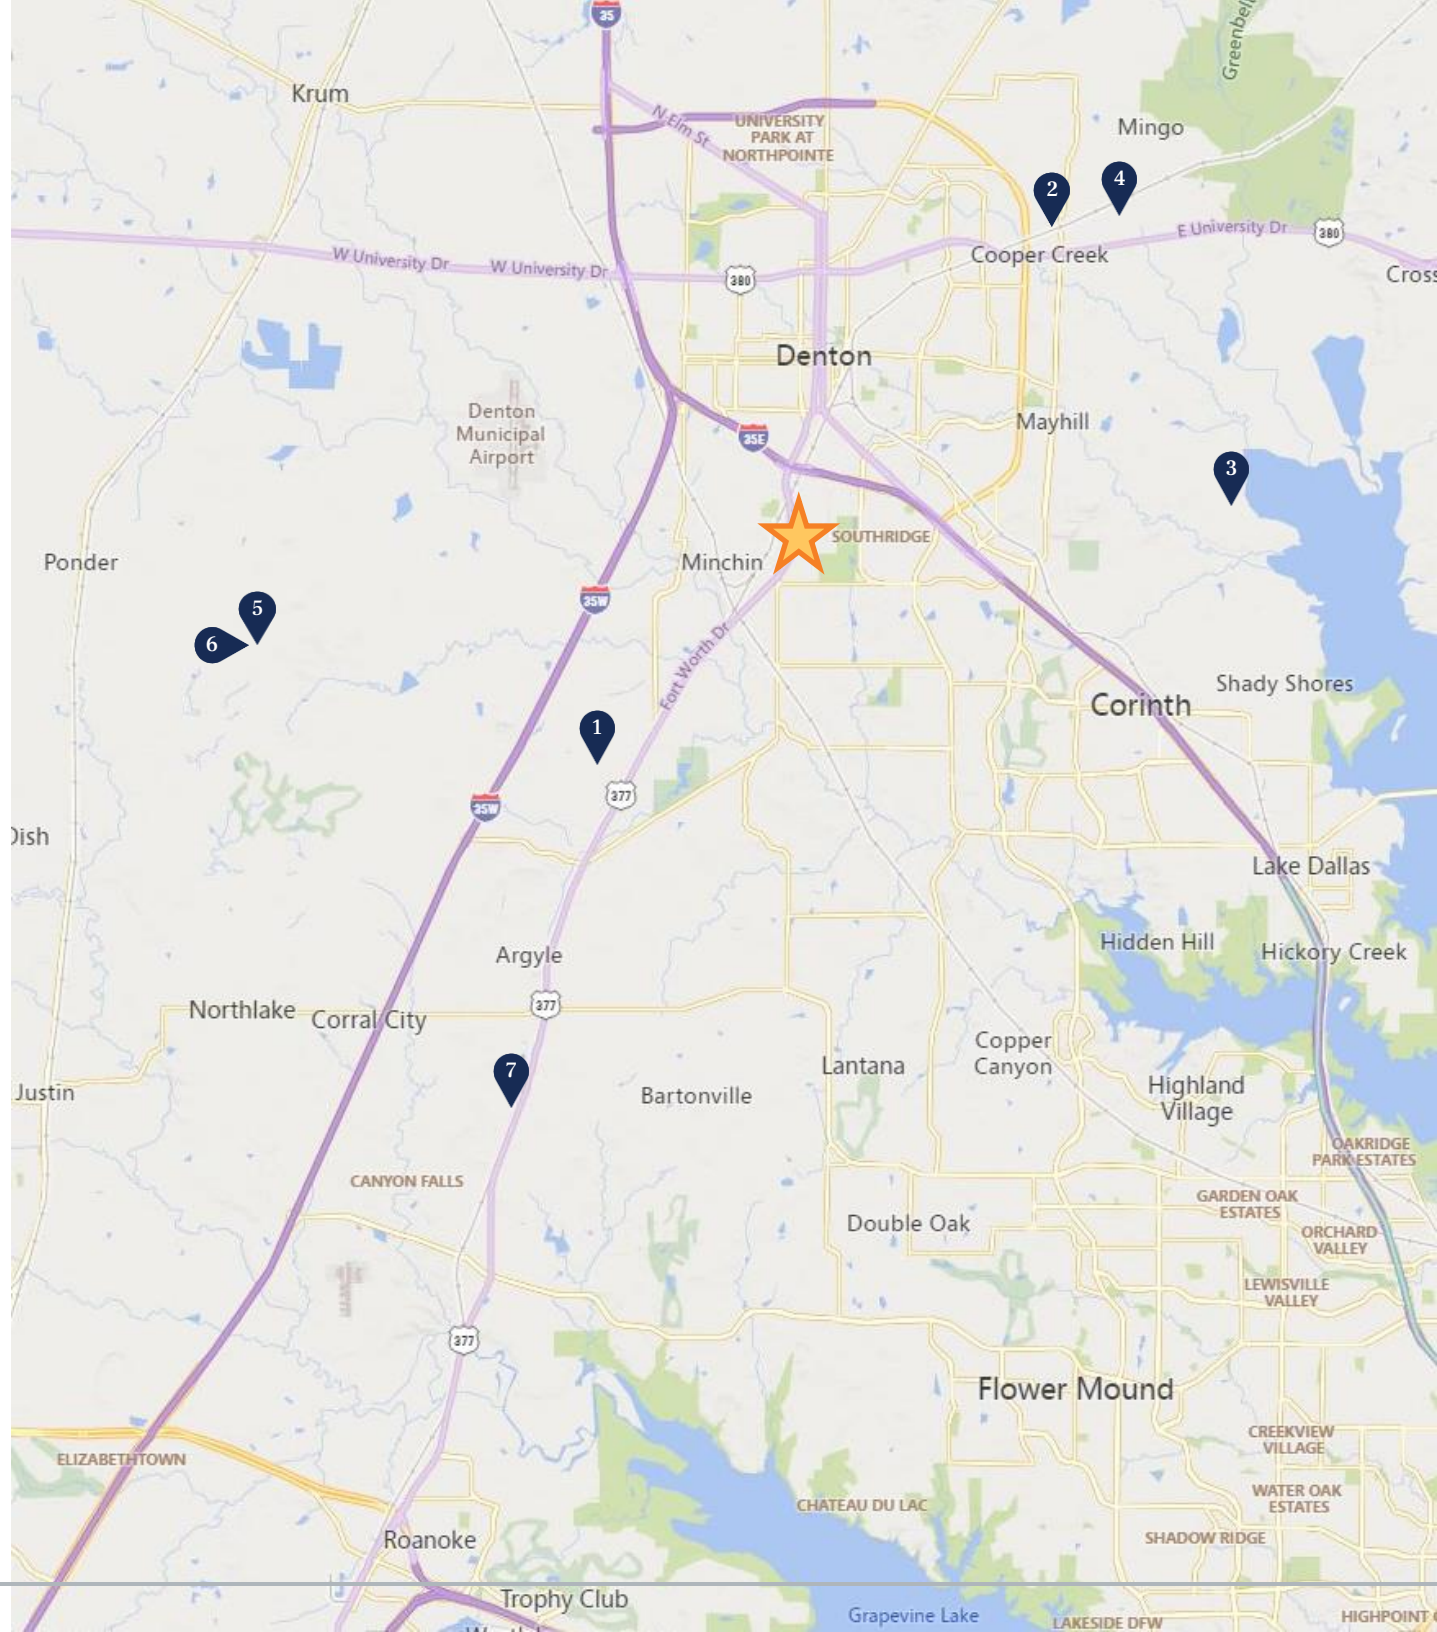 35
Greenbelt
Krum
N Elm St
UNIVERSITY
PARK AT
NORTHPOINTE
Mingo
2
4
W University Dr
W University Dr
380
E University Dr
380
Cooper Creek
Cross
Denton
Denton
Municipal
Airport
35E
Mayhill
3
SOUTHRIDGE
Ponder
Minchin
35W
5
6
Fort Worth Dr
Shady Shores
Corinth
1
377
35W
Dish
Lake Dallas
Argyle
Hidden Hill
Hickory Creek
377
Northlake
Corral City
Copper
Canyon
Lantana
7
Justin
Bartonville
Highland
Village
OAKRIDGE
PARK ESTATES
CANYON FALLS
GARDEN OAK
ESTATES
Double Oak
ORCHARD
VALLEY
LEWISVILLE
VALLEY
377
Flower Mound
CREEKVIEW
VILLAGE
ELIZABETHTOWN
WATER OAK
ESTATES
CHATEAU DU LAC
SHADOW RIDGE
Roanoke
Trophy Club
Grapevine Lake
LAKESIDE DFW
HIGHPOINT